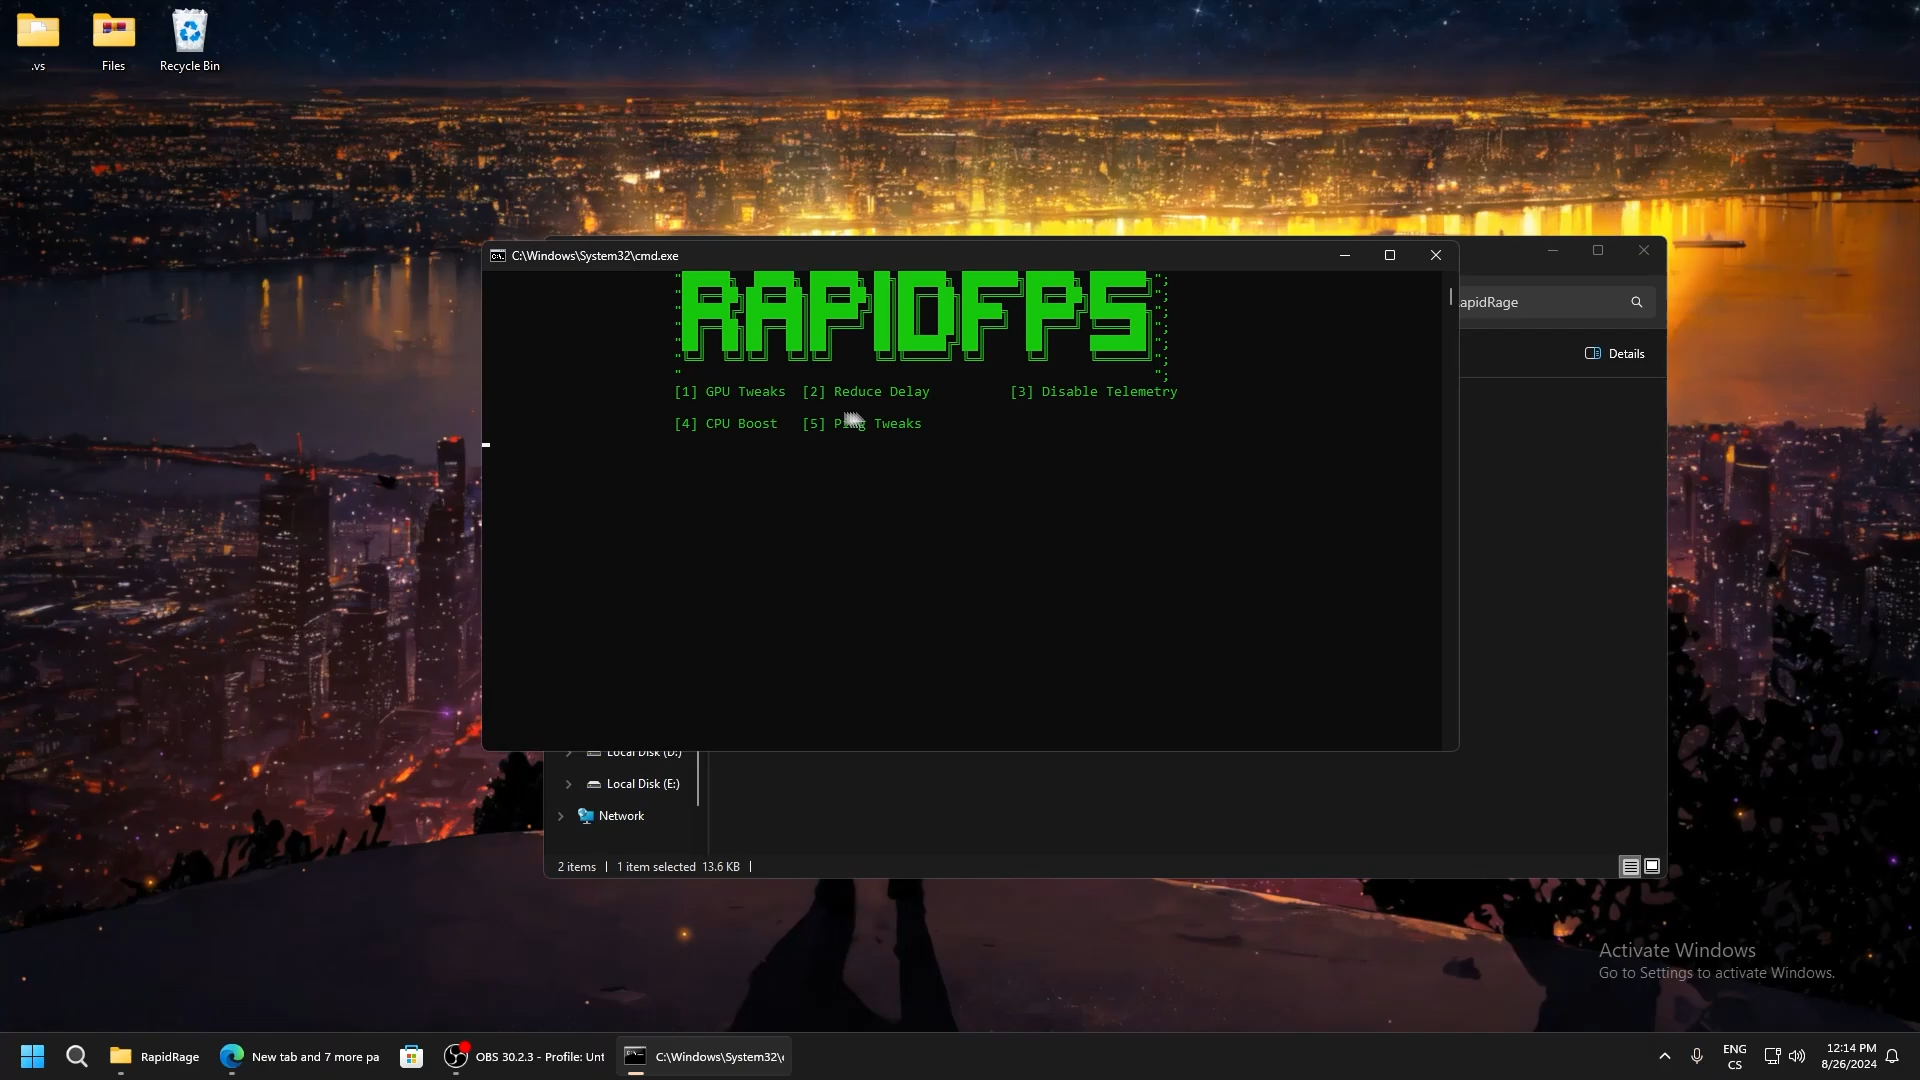 .vs
Files
Recycle Bin
C:\Windows\System32\cmd.exe
RAPIDFPS
[1] GPU Tweaks [2] Reduce Delay [3] Disable Telemetry
[4] CPU Boost [5] Ping Tweaks
apidRage
Details
Local Disk (D:)
Local Disk (E:)
Network
2 items | 1 item selected 13.6 KB |
Activate Windows
Go to Settings to activate Windows.
RapidRage
New tab and 7 more pa
OBS 30.2.3 - Profile: Unt
C:\Windows\System32\
ENG
CS
12:14 PM
8/26/2024